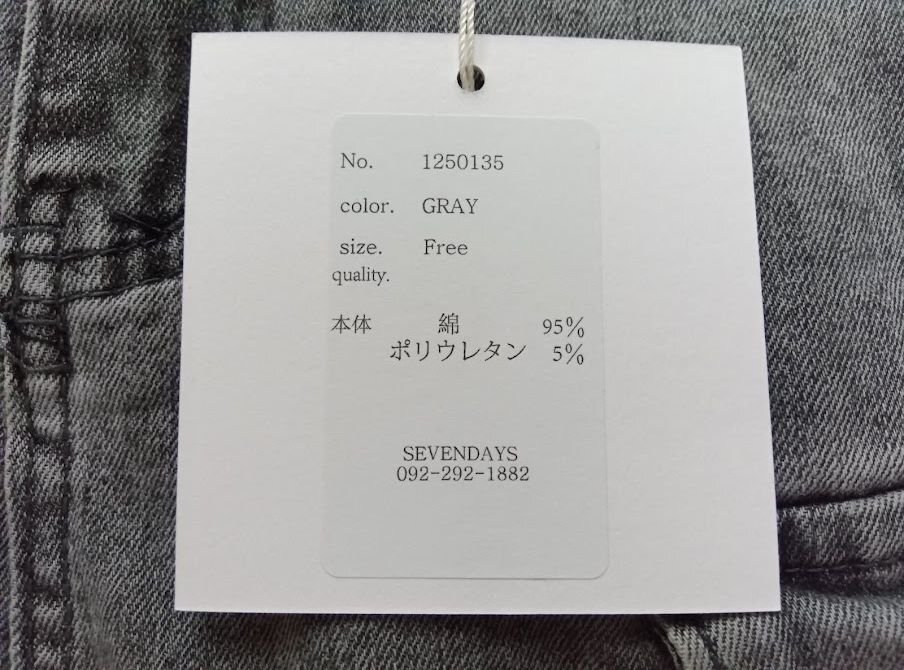 No. 1250135
color. GRAY
size. Free
quality.
本体 綿 95%
ポリウレタン 5%
SEVENDAYS
092-292-1882